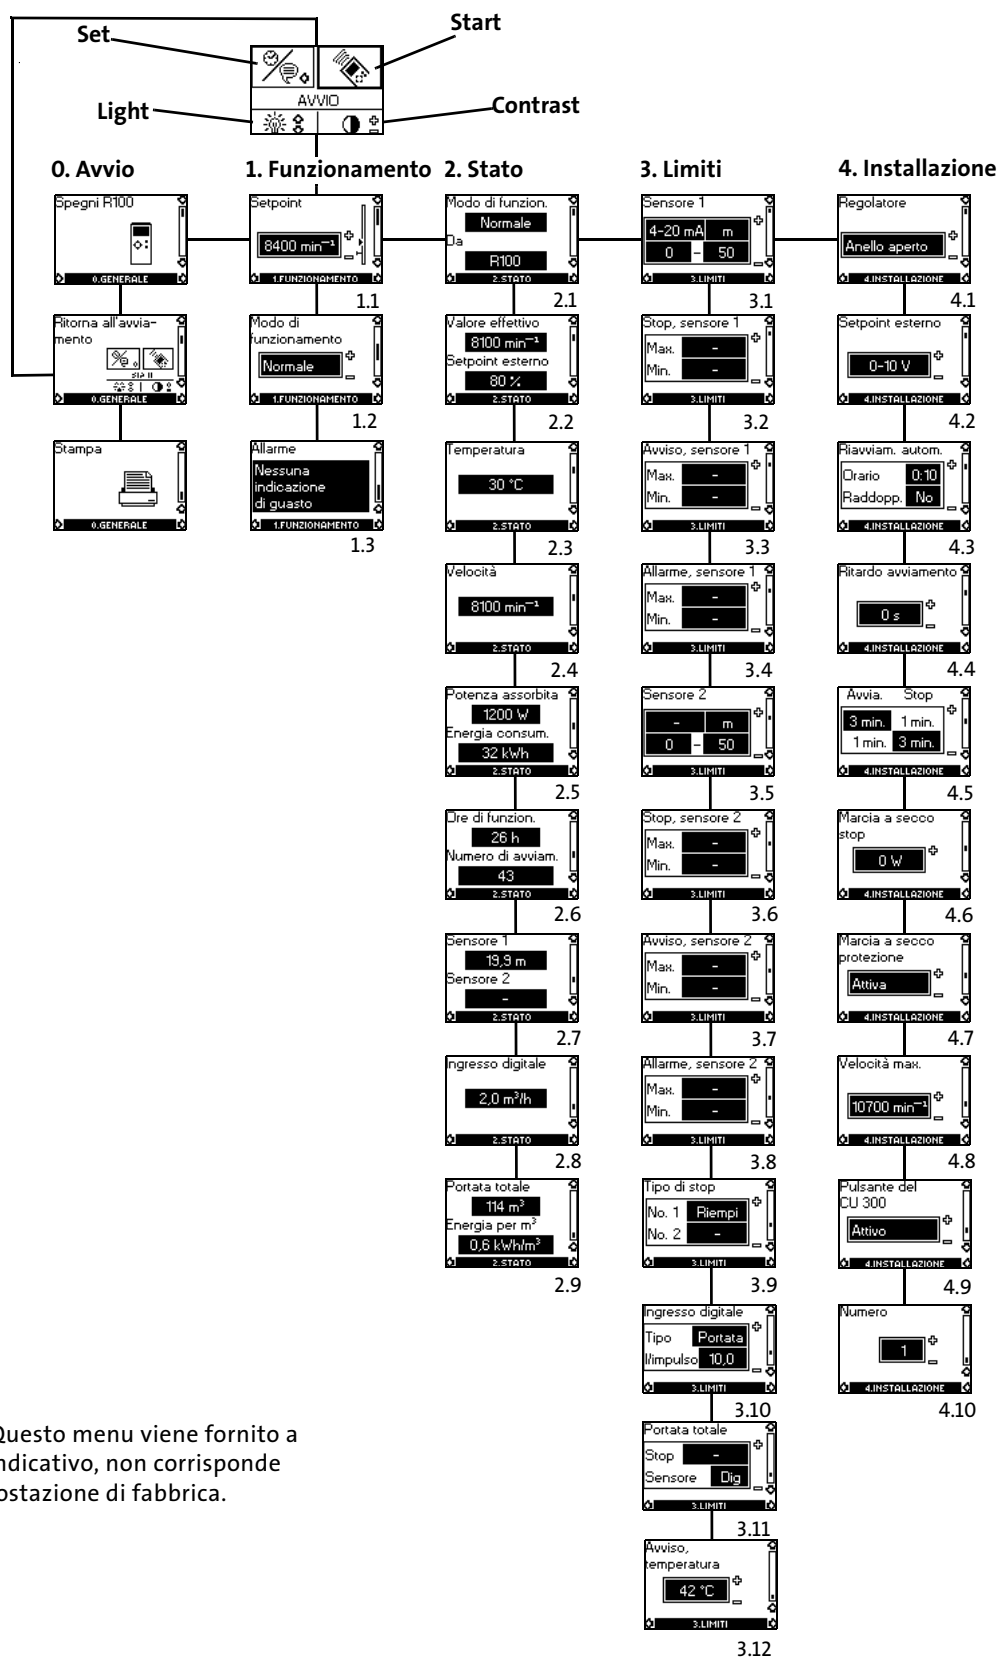 Set
Start
AVVIO
Light
Contrast
0. Avvio
Spegni R100
0.GENERALE
Ritorna all'avvia-
mento
0.GENERALE
Stampa
0.GENERALE
1. Funzionamento
Setpoint
8400 min⁻¹
1.FUNZIONAMENTO
1.1
Modo di
funzionamento
Normale
1.FUNZIONAMENTO
1.2
Allarme
Nessuna
indicazione
di guasto
1.FUNZIONAMENTO
1.3
2. Stato
Modo di funzion.
Normale
Da
R100
2.STATO
2.1
Valore effettivo
8100 min⁻¹
Setpoint esterno
80 %
2.STATO
2.2
Temperatura
30 °C
2.STATO
2.3
Velocità
8100 min⁻¹
2.STATO
2.4
Potenza assorbita
1200 W
Energia consum.
32 kWh
2.STATO
2.5
Ore di funzion.
26 h
Numero di avviam.
43
2.STATO
2.6
Sensore 1
19,9 m
Sensore 2
-
2.STATO
2.7
Ingresso digitale
2,0 m³/h
2.STATO
2.8
Portata totale
114 m³
Energia per m³
0,6 kWh/m³
2.STATO
2.9
3. Limiti
Sensore 1
4-20 mA m
0 - 50
3.LIMITI
3.1
Stop, sensore 1
Max. -
Min. -
3.LIMITI
3.2
Avviso, sensore 1
Max. -
Min. -
3.LIMITI
3.3
Allarme, sensore 1
Max. -
Min. -
3.LIMITI
3.4
Sensore 2
- m
0 - 50
3.LIMITI
3.5
Stop, sensore 2
Max. -
Min. -
3.LIMITI
3.6
Avviso, sensore 2
Max. -
Min. -
3.LIMITI
3.7
Allarme, sensore 2
Max. -
Min. -
3.LIMITI
3.8
Tipo di stop
No. 1 Riempi
No. 2 -
3.LIMITI
3.9
Ingresso digitale
Tipo Portata
l/impulso 10,0
3.LIMITI
3.10
Portata totale
Stop -
Sensore Dig
3.LIMITI
3.11
Avviso,
temperatura
42 °C
3.LIMITI
3.12
4. Installazione
Regolatore
Anello aperto
4.INSTALLAZIONE
4.1
Setpoint esterno
0-10 V
4.INSTALLAZIONE
4.2
Riavviam. autom.
Orario 0:10
Raddopp. No
4.INSTALLAZIONE
4.3
Ritardo avviamento
0 s
4.INSTALLAZIONE
4.4
Avvia. Stop
3 min. 1 min.
1 min. 3 min.
4.INSTALLAZIONE
4.5
Marcia a secco
stop
0 W
4.INSTALLAZIONE
4.6
Marcia a secco
protezione
Attiva
4.INSTALLAZIONE
4.7
Velocità max.
10700 min⁻¹
4.INSTALLAZIONE
4.8
Pulsante del
CU 300
Attivo
4.INSTALLAZIONE
4.9
Numero
1
4.INSTALLAZIONE
4.10
Questo menu viene fornito a
ndicativo, non corrisponde
ostazione di fabbrica.